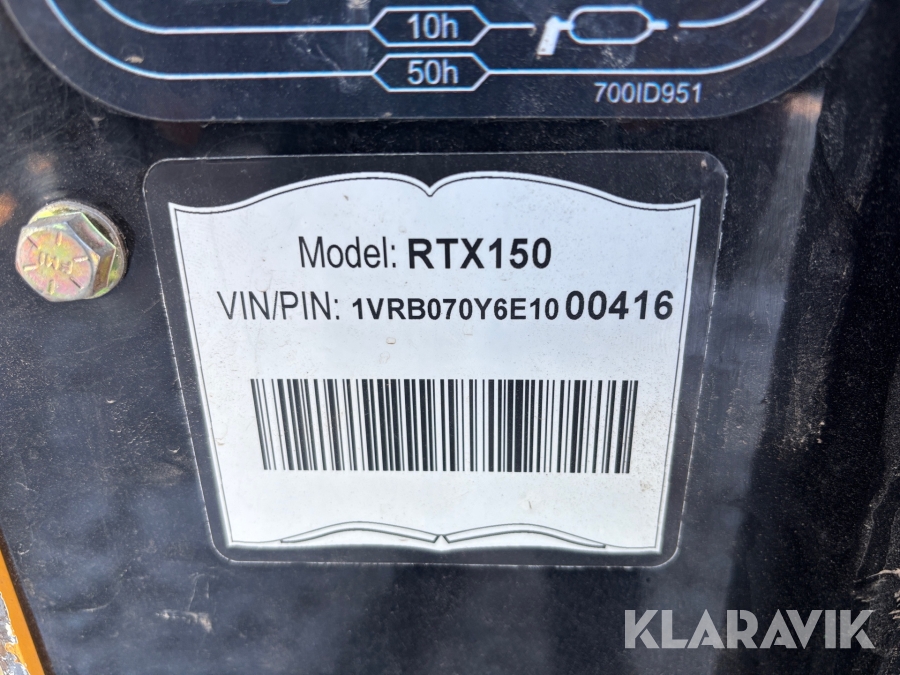 10h
50h
700ID951
Model: RTX150
VIN/PIN: 1VRB070Y6E1000416
KLARAVIK